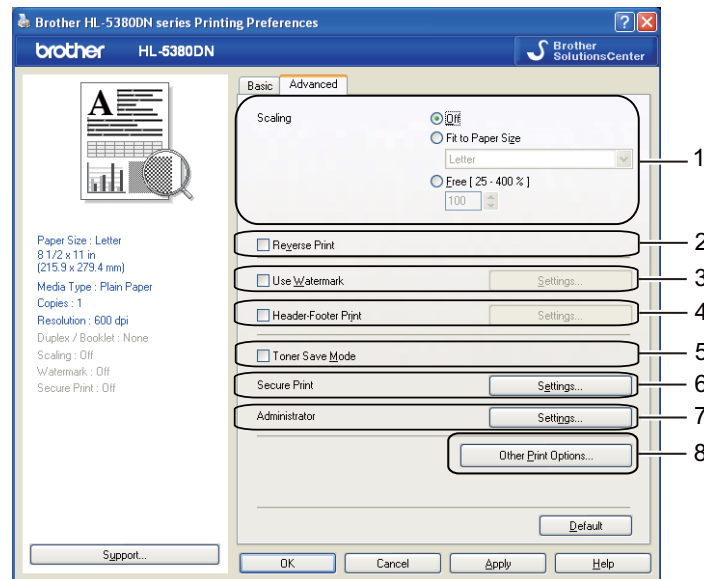 Brother HL-5380DN series Printing Preferences
brother HL-5380DN
Brother
SolutionsCenter
Basic Advanced
A
Scaling
Off
Fit to Paper Size
Letter
Free [ 25 - 400 % ]
100
1
Paper Size : Letter
8 1/2 x 11 in
(215.9 x 279.4 mm)
Media Type : Plain Paper
Copies : 1
Resolution : 600 dpi
Duplex / Booklet : None
Scaling : Off
Watermark : Off
Secure Print : Off
Reverse Print
2
Use Watermark Settings...
3
Header-Footer Print Settings...
4
Toner Save Mode
5
Secure Print Settings...
6
Administrator Settings...
7
Other Print Options...
8
Default
Support...
OK Cancel Apply Help